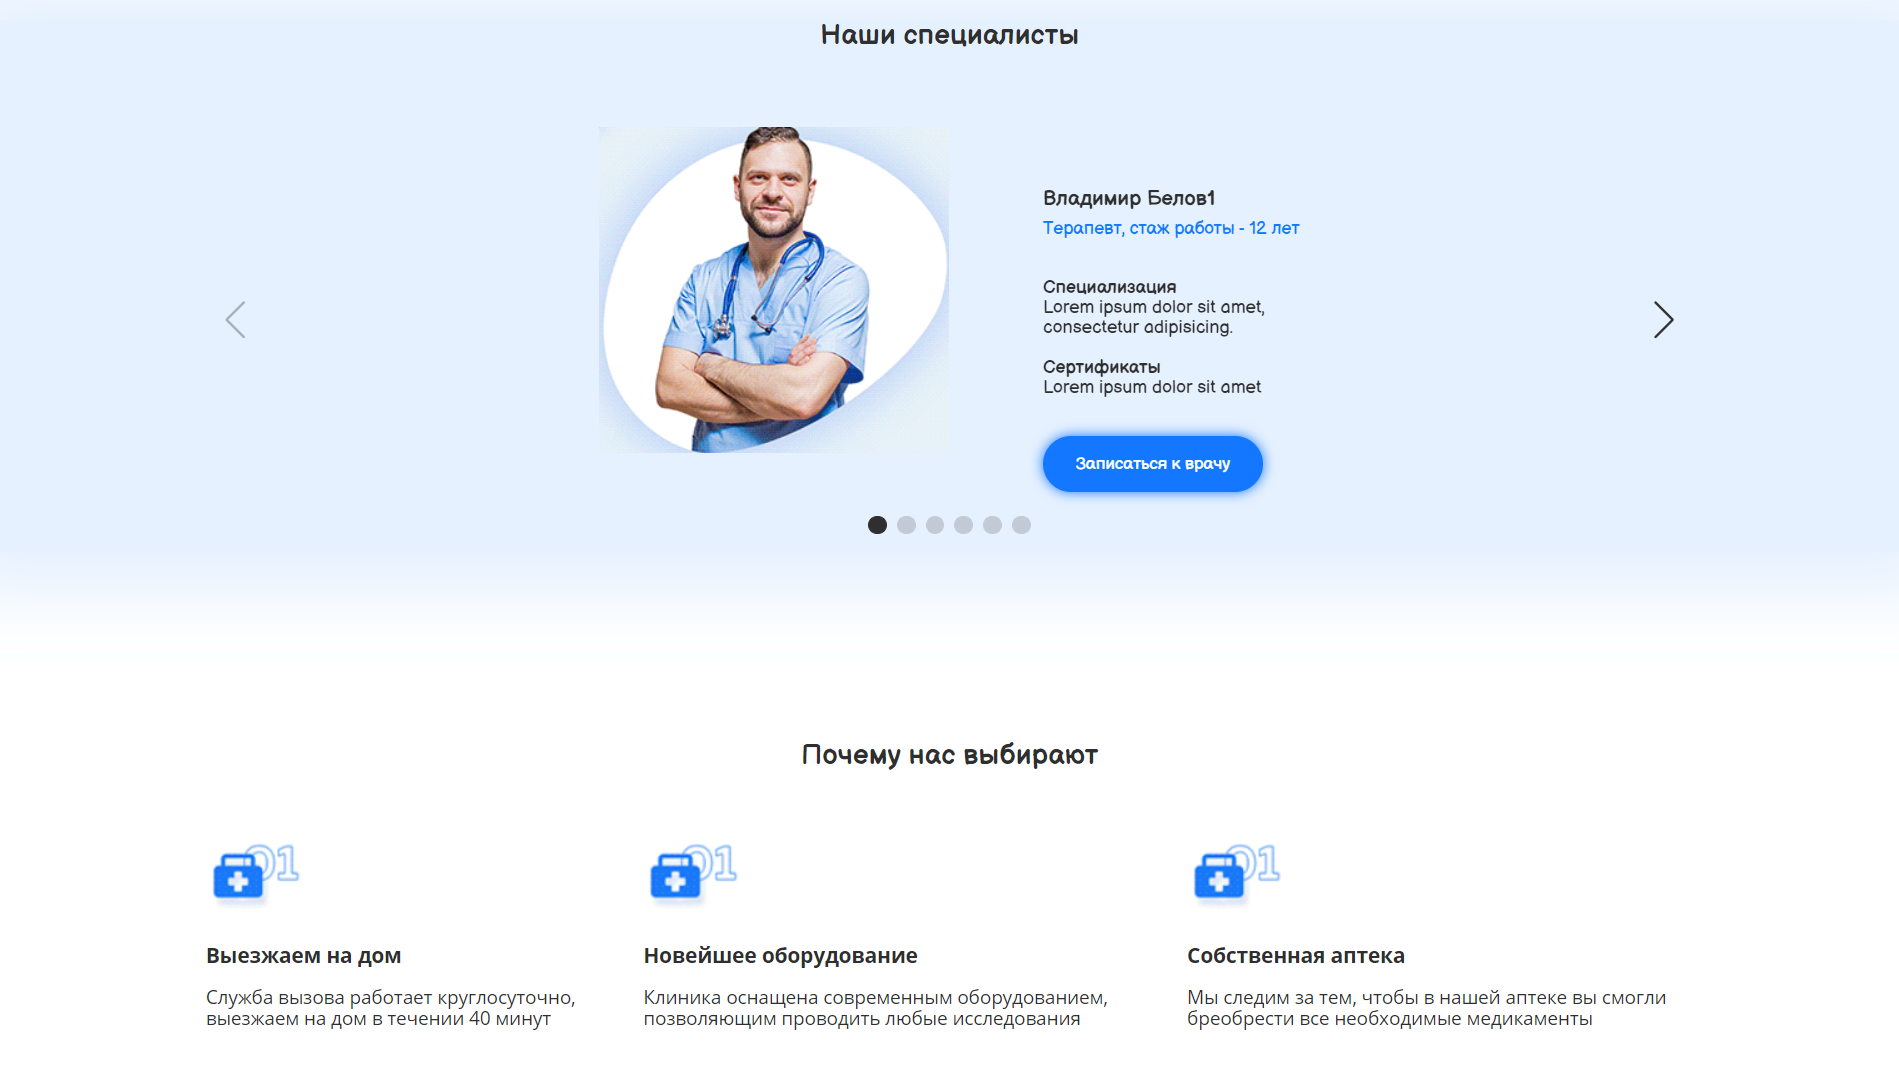 Наши специалисты
Владимир Белов1
Терапевт, стаж работы - 12 лет
Специализация
Lorem ipsum dolor sit amet,
consectetur adipisicing.
Сертификаты
Lorem ipsum dolor sit amet
Записаться к врачу
Почему нас выбирают
01
01
01
Выезжаем на дом
Служба вызова работает круглосуточно,
выезжаем на дом в течении 40 минут
Новейшее оборудование
Клиника оснащена современным оборудованием,
позволяющим проводить любые исследования
Собственная аптека
Мы следим за тем, чтобы в нашей аптеке вы смогли
бреобрести все необходимые медикаменты